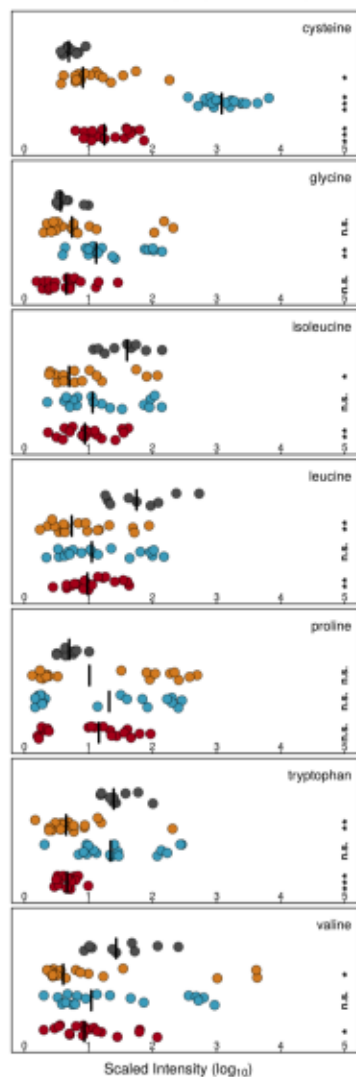 cysteine
*
***
***
0 1 2 3 4 5
glycine
n.s.
**
n.s.
0 1 2 3 4 5
isoleucine
*
n.s.
**
0 1 2 3 4 5
leucine
**
n.s.
**
0 1 2 3 4 5
proline
n.s.
n.s.
n.s.
0 1 2 3 4 5
tryptophan
**
n.s.
***
0 1 2 3 4 5
valine
*
n.s.
*
0 1 2 3 4 5
Scaled Intensity (log10)